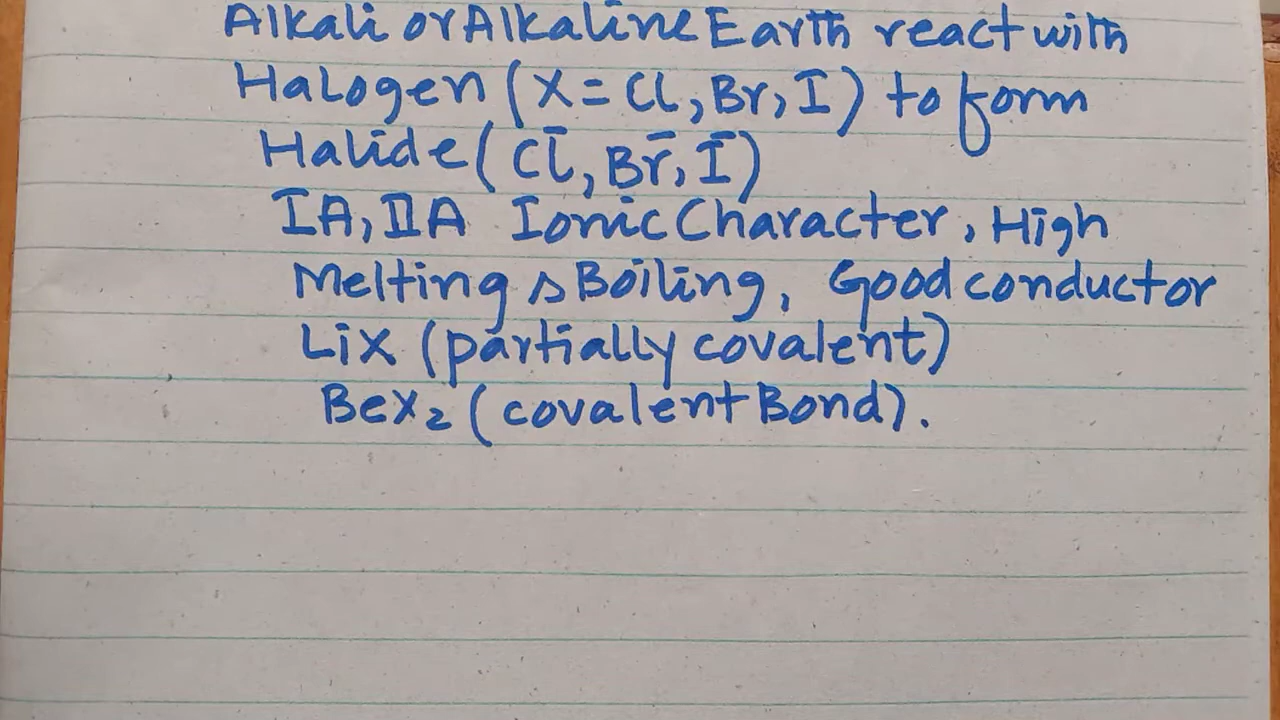 Alkali or Alkaline Earth react with
Halogen (X = Cl, Br, I) to form
Halide (Cl̄, Br̄, Ī)
IA, IIA Ionic Character, High
Melting & Boiling, Good conductor
LiX (partially covalent)
BeX₂ (covalent Bond).